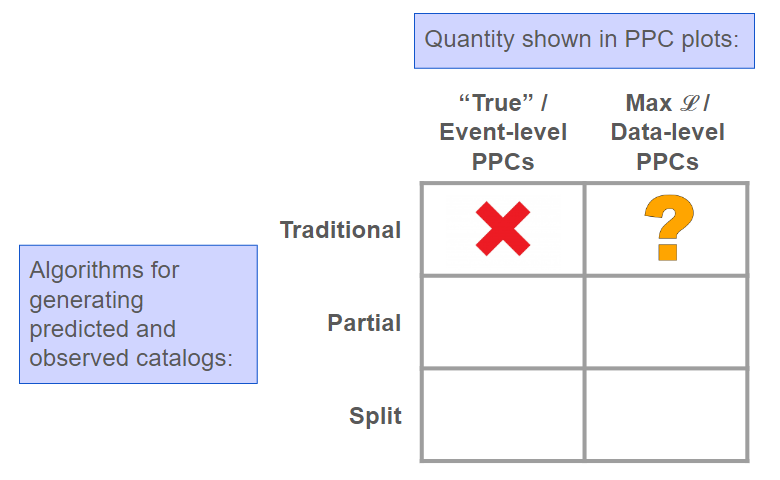 Quantity shown in PPC plots:
“True” /
Event-level
PPCs
Max ℒ /
Data-level
PPCs
Traditional
?
Algorithms for
generating
predicted and
observed catalogs:
Partial
Split